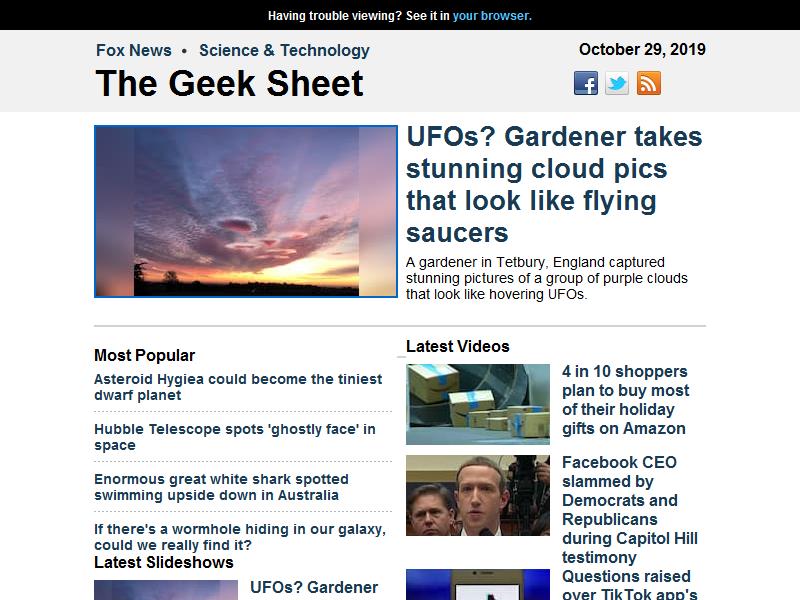 Having trouble viewing? See it in your browser.
Fox News • Science & Technology
October 29, 2019
The Geek Sheet
UFOs? Gardener takes
stunning cloud pics
that look like flying
saucers
A gardener in Tetbury, England captured
stunning pictures of a group of purple clouds
that look like hovering UFOs.
Most Popular
Asteroid Hygiea could become the tiniest
dwarf planet
Hubble Telescope spots 'ghostly face' in
space
Enormous great white shark spotted
swimming upside down in Australia
If there's a wormhole hiding in our galaxy,
could we really find it?
Latest Slideshows
UFOs? Gardener
Latest Videos
4 in 10 shoppers
plan to buy most
of their holiday
gifts on Amazon
Facebook CEO
slammed by
Democrats and
Republicans
during Capitol Hill
testimony
Questions raised
over TikTok app's